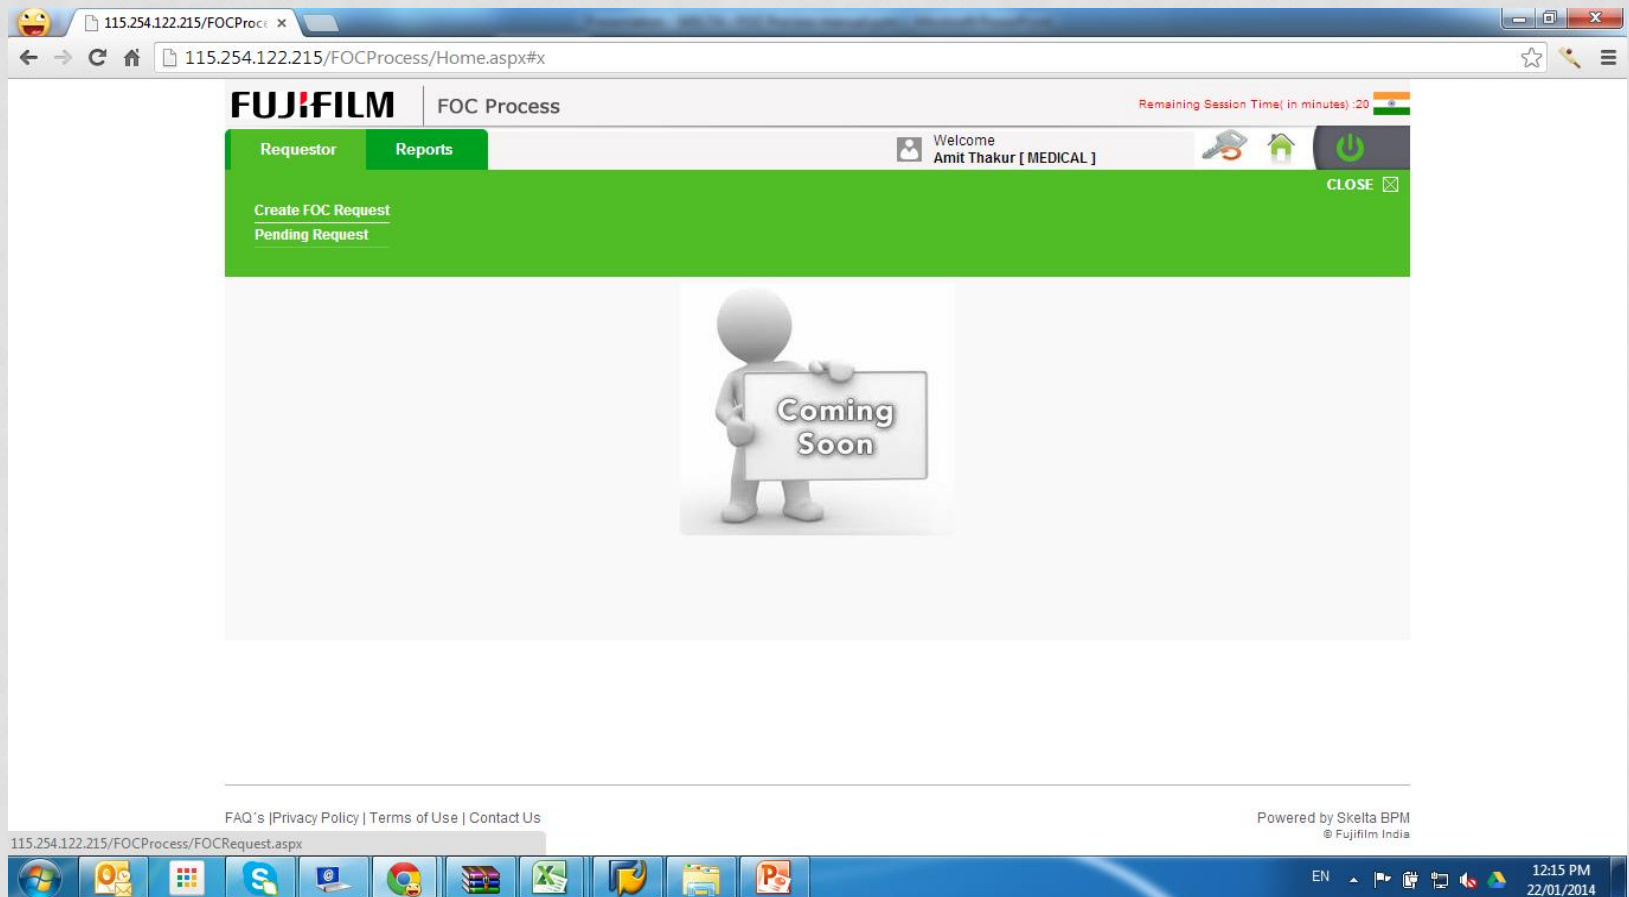 115.254.122.215/FOCProce
115.254.122.215/FOCProcess/Home.aspx#x
FUJIFILM
FOC Process
Remaining Session Time( in minutes) :20
Requestor
Reports
Welcome
Amit Thakur [ MEDICAL ]
CLOSE
Create FOC Request
Pending Request
Coming
Soon
FAQ´s |Privacy Policy | Terms of Use | Contact Us
Powered by Skelta BPM
© Fujifilm India
115.254.122.215/FOCProcess/FOCRequest.aspx
EN
12:15 PM
22/01/2014